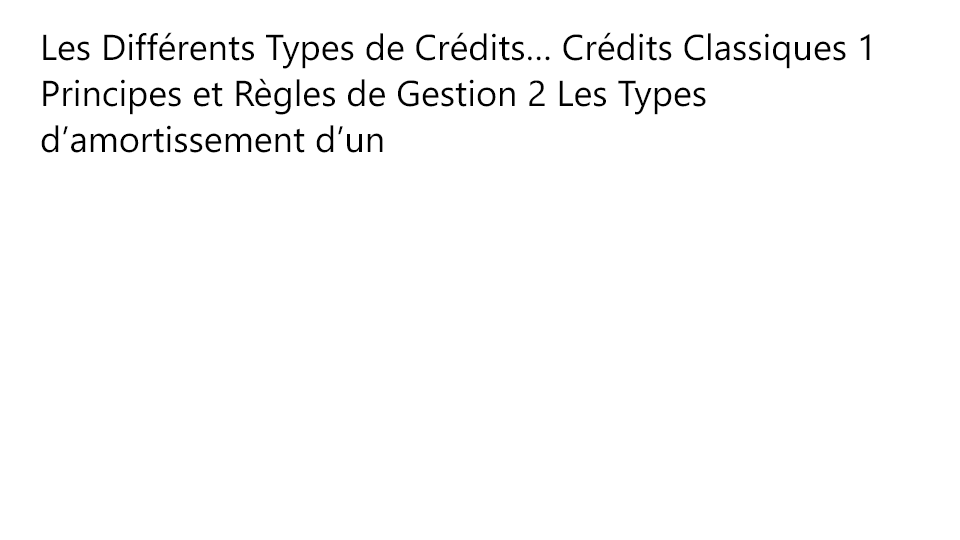 Les Différents Types de Crédits… Crédits Classiques 1
Principes et Règles de Gestion 2 Les Types
d’amortissement d’un